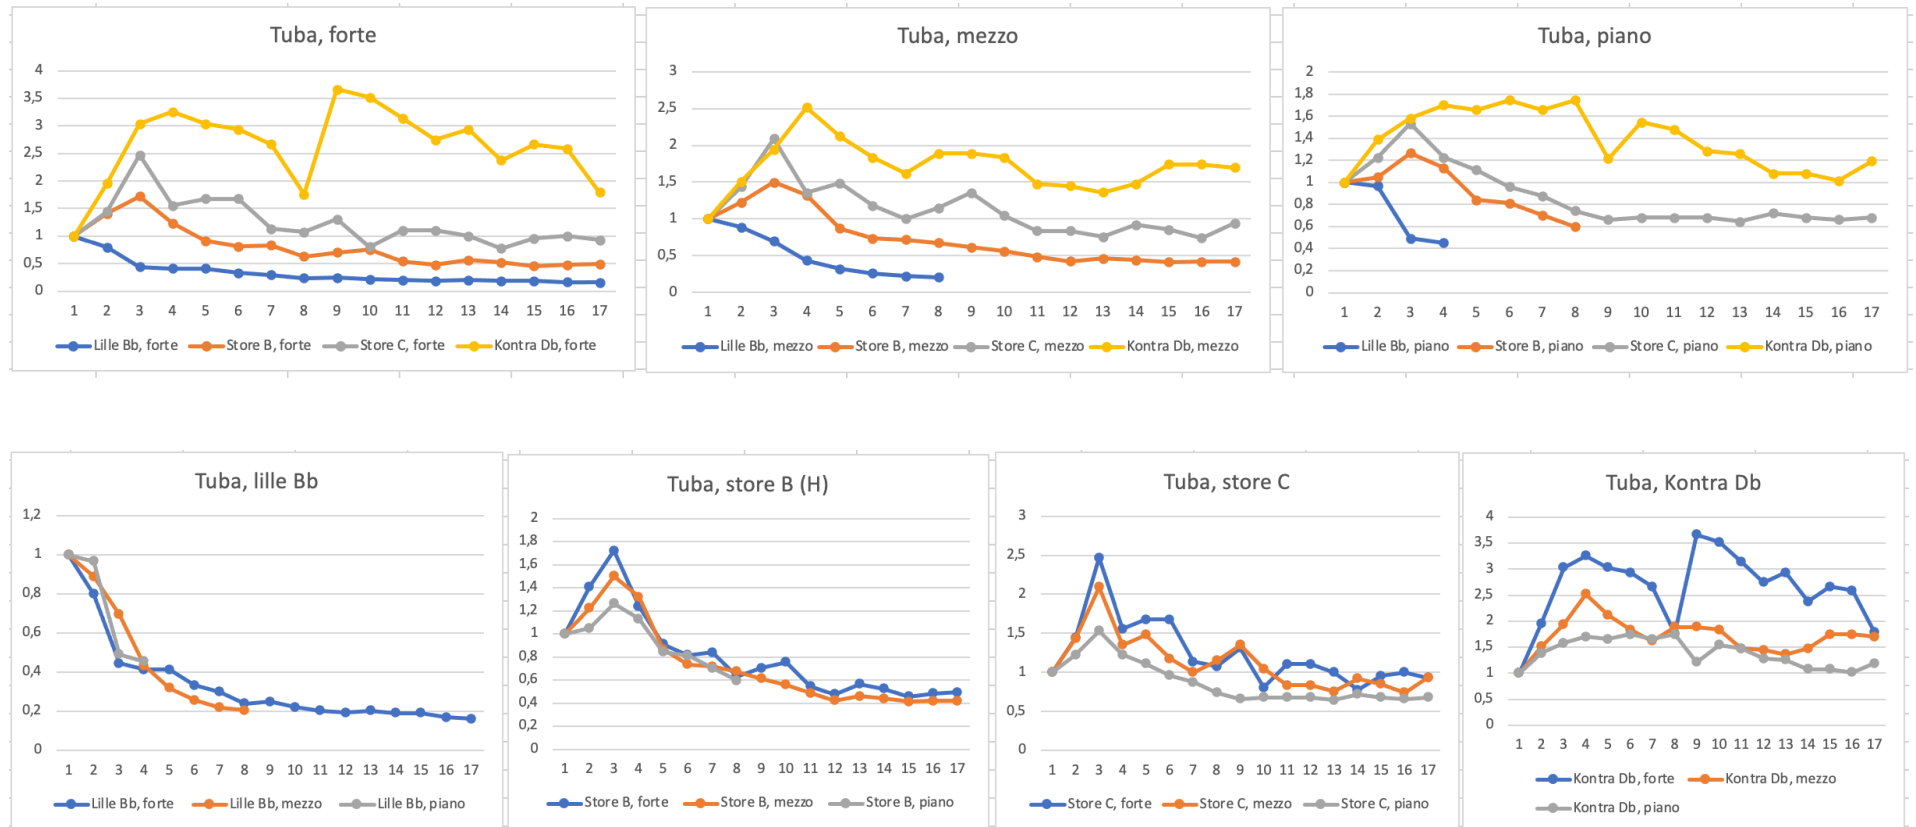 Tuba, forte
4
3,5
3
2,5
2
1,5
1
0,5
0
1 2 3 4 5 6 7 8 9 10 11 12 13 14 15 16 17
Lille Bb, forte Store B, forte Store C, forte Kontra Db, forte
Tuba, mezzo
3
2,5
2
1,5
1
0,5
0
1 2 3 4 5 6 7 8 9 10 11 12 13 14 15 16 17
Lille Bb, mezzo Store B, mezzo Store C, mezzo Kontra Db, mezzo
Tuba, piano
2
1,8
1,6
1,4
1,2
1
0,8
0,6
0,4
0,2
0
1 2 3 4 5 6 7 8 9 10 11 12 13 14 15 16 17
Lille Bb, piano Store B, piano Store C, piano Kontra Db, piano
Tuba, lille Bb
1,2
1
0,8
0,6
0,4
0,2
0
1 2 3 4 5 6 7 8 9 10 11 12 13 14 15 16 17
Lille Bb, forte Lille Bb, mezzo Lille Bb, piano
Tuba, store B (H)
2
1,8
1,6
1,4
1,2
1
0,8
0,6
0,4
0,2
0
1 2 3 4 5 6 7 8 9 10 11 12 13 14 15 16 17
Store B, forte Store B, mezzo Store B, piano
Tuba, store C
3
2,5
2
1,5
1
0,5
0
1 2 3 4 5 6 7 8 9 10 11 12 13 14 15 16 17
Store C, forte Store C, mezzo Store C, piano
Tuba, Kontra Db
4
3,5
3
2,5
2
1,5
1
0,5
0
1 2 3 4 5 6 7 8 9 10 11 12 13 14 15 16 17
Kontra Db, forte Kontra Db, mezzo
Kontra Db, piano